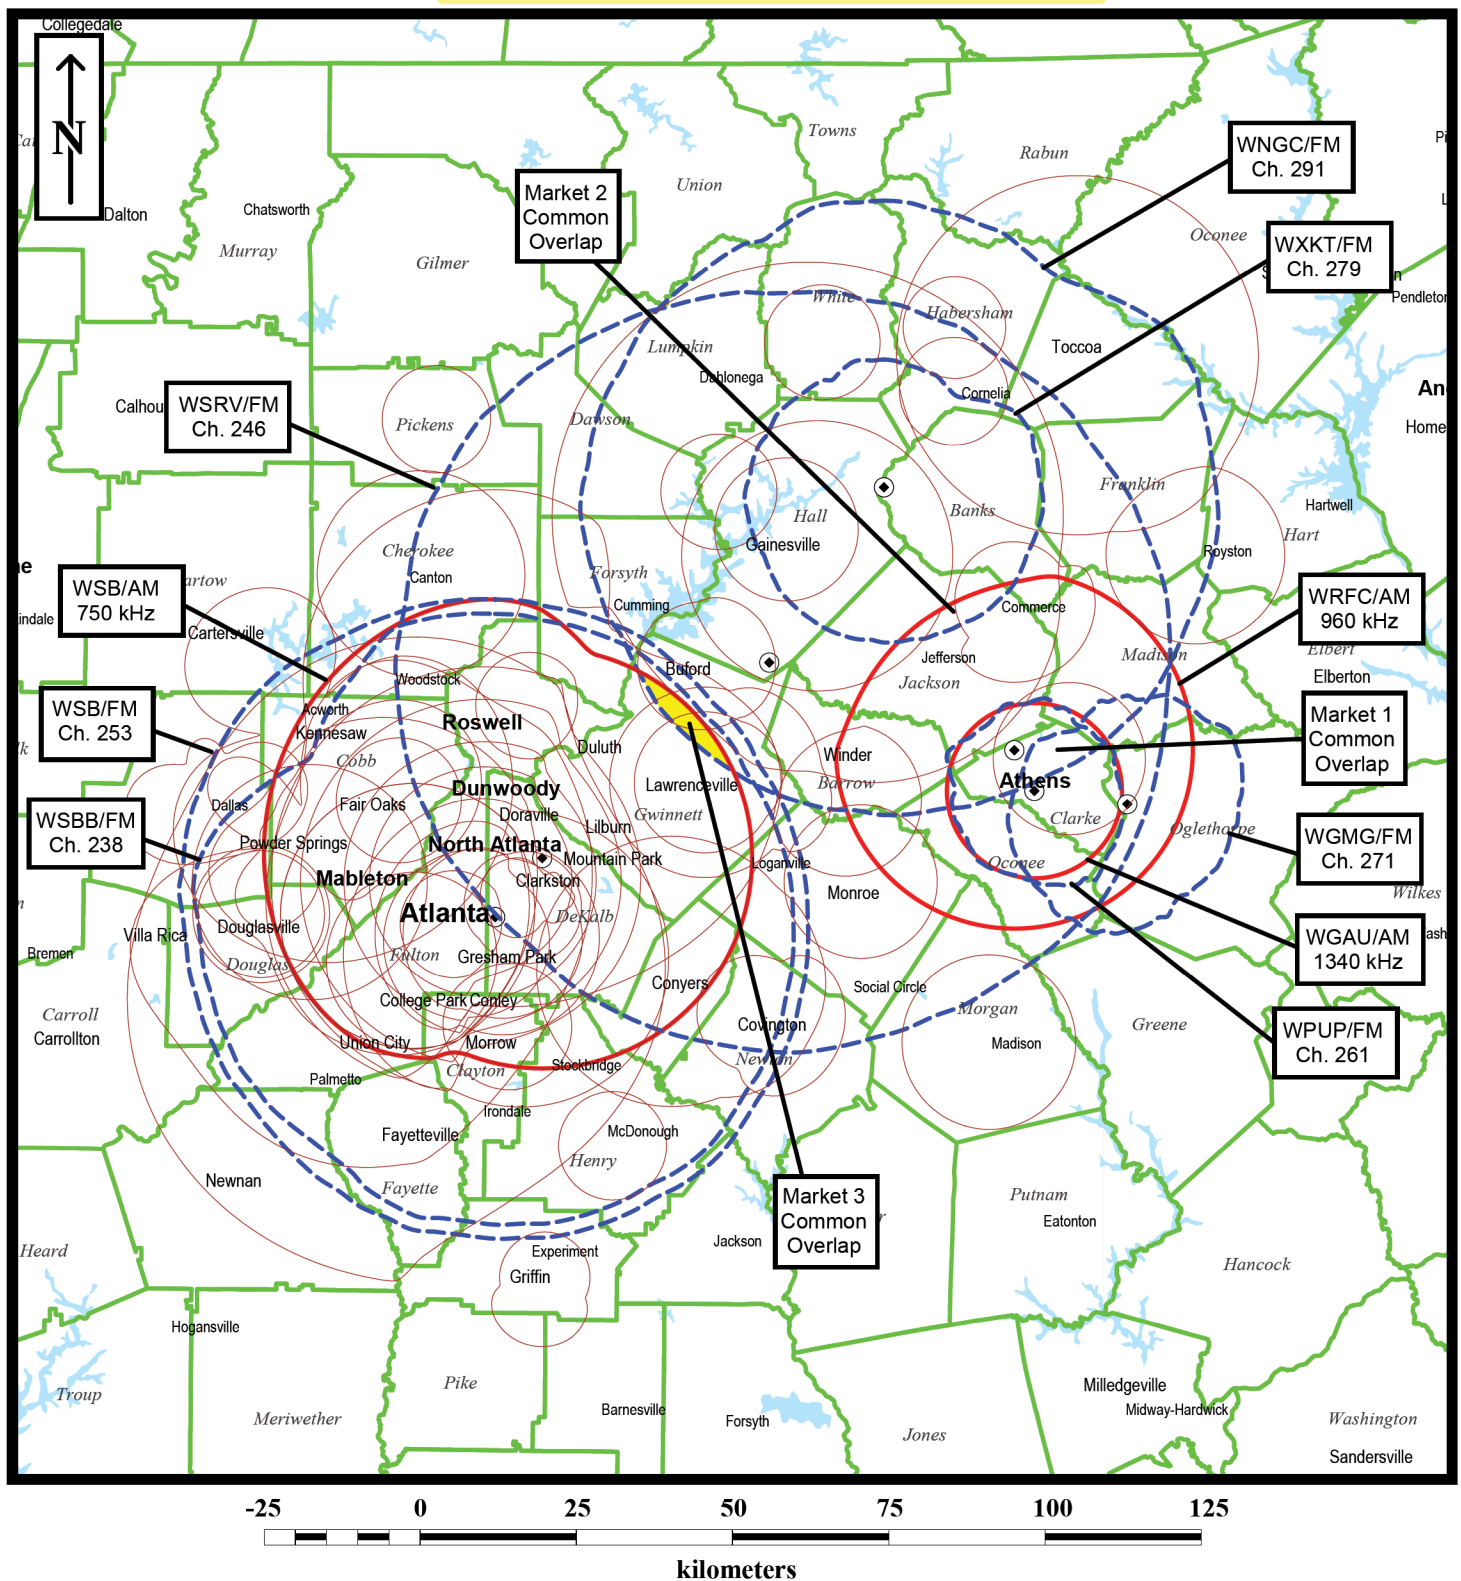 Collegedale
N
Dalton
Chatsworth
Murray
Gilmer
Union
Towns
Rabun
Oconee
Pendleton
Market 2
Common
Overlap
WNGC/FM
Ch. 291
WXKT/FM
Ch. 279
White
Habersham
Toccoa
Lumpkin
Dahlonega
Cornelia
Calhou
WSRV/FM
Ch. 246
Pickens
Dawson
Home
Franklin
Hall
Banks
Hartwell
Hart
Gainesville
Royston
Cherokee
Canton
Forsyth
Cumming
Commerce
WSB/AM
750 kHz
artow
Cartersville
WRFC/AM
960 kHz
Elbert
Elberton
Buford
Jefferson
Jackson
Madison
Woodstock
Acworth
Kennesaw
Cobb
Roswell
Duluth
WSB/FM
Ch. 253
Winder
Barrow
Market 1
Common
Overlap
Dallas
Fair Oaks
Dunwoody
Doraville
Lawrenceville
Gwinnett
Athens
Clarke
Oglethorpe
WSBB/FM
Ch. 238
Powder Springs
North Atlanta
Lilburn
Mountain Park
Loganville
Oconee
WGMG/FM
Ch. 271
Mableton
Clarkston
Monroe
Wilkes
Atlanta
DeKalb
Villa Rica
Douglasville
Bremen
Douglas
Fulton
Gresham Park
WGAU/AM
1340 kHz
College Park
Conley
Conyers
Social Circle
Morgan
Greene
Carroll
Carrollton
Union City
Morrow
Covington
Newton
Madison
WPUP/FM
Ch. 261
Palmetto
Clayton
Stockbridge
Irondale
Fayetteville
McDonough
Henry
Newnan
Fayette
Market 3
Common
Overlap
Putnam
Eatonton
Heard
Experiment
Griffin
Jackson
Hancock
Hogansville
Troup
Meriwether
Pike
Barnesville
Forsyth
Jones
Milledgeville
Midway-Hardwick
Washington
Sandersville
-25 0 25 50 75 100 125
kilometers